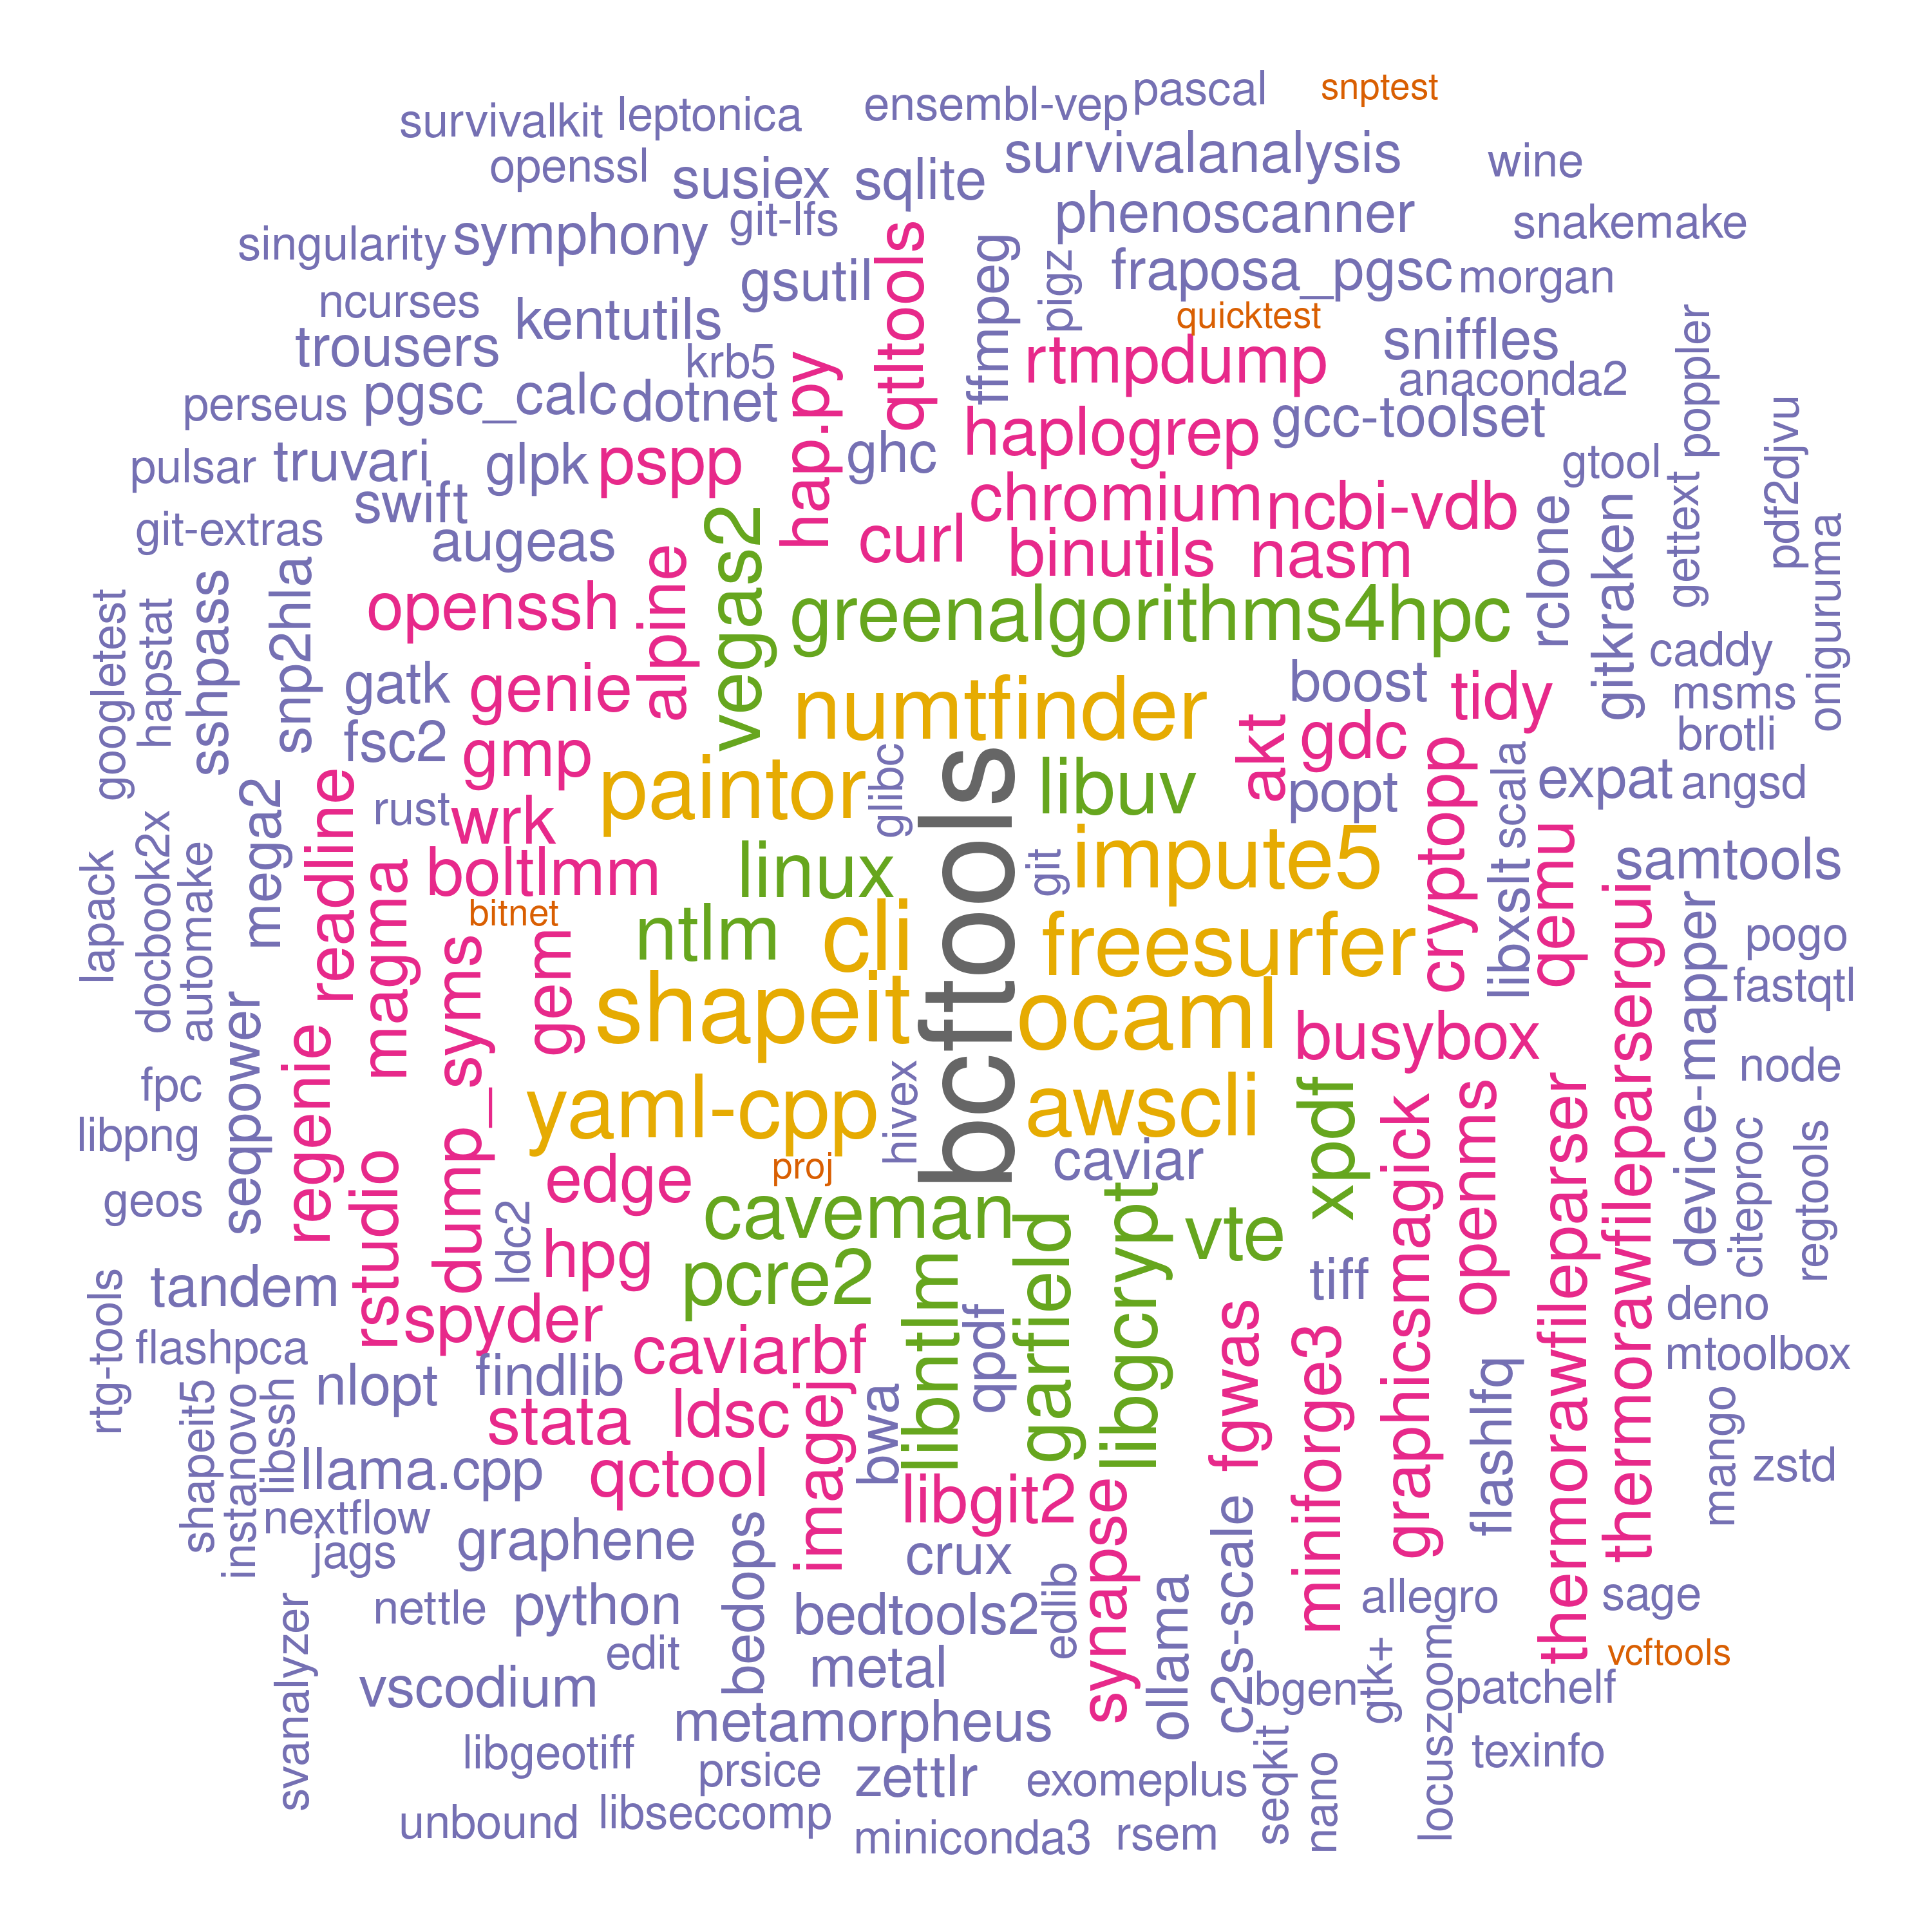 snptest
pascal
ensembl-vep
leptonica
survivalkit
survivalanalysis
wine
openssl
susiex
sqlite
phenoscanner
snakemake
git-lfs
symphony
singularity
qtltools
ffmpeg
pigz
fraposa_pgsc
morgan
gsutil
ncurses
kentutils
quicktest
trousers
krb5
hap.py
rtmpdump
sniffles
poppler
anaconda2
perseus
pgsc_calc
dotnet
haplogrep
gcc-toolset
pdf2djvu
pulsar
truvari
glpk
pspp
ghc
gtool
swift
chromium
ncbi-vdb
rclone
gitkraken
gettext
oniguruma
git-extras
augeas
vegas2
curl
binutils
nasm
googletest
hapstat
sshpass
snp2hla
openssh
alpine
greenalgorithms4hpc
gatk
genie
numtfinder
boost
tidy
caddy
msms
fsc2
gmp
akt
gdc
brotli
paintor
glibc
bcftools
libuv
popt
cryptopp
scala
expat
angsd
mega2
readline
rust
wrk
lapack
docbook2x
automake
magma
boltlmm
linux
git
impute5
libxslt
qemu
samtools
bitnet
ntlm
cli
freesurfer
thermorawfileparsergui
device-mapper
pogo
fastqtl
seqpower
regenie
dump_syms
gem
shapeit
ocaml
busybox
fpc
libpng
yaml-cpp
hivex
awscli
xpdf
graphicsmagick
openms
thermorawfileparser
node
citeproc
regtools
geos
rstudio
edge
proj
caviar
caveman
garfield
libgcrypt
vte
ldc2
hpg
tandem
pcre2
libntlm
tiff
deno
rtg-tools
flashpca
spyder
caviarbf
qpdf
fgwas
miniforge3
flashlfq
mtoolbox
shapeit5
instanovo
libssh
nlopt
findlib
stata
ldsc
imagej
bwa
mango
zstd
llama.cpp
qctool
libgit2
synapse
c2s-scale
nextflow
jags
graphene
bedops
crux
edlib
ollama
allegro
sage
svanalyzer
nettle
python
bedtools2
edit
metal
gtk+
locuszoom
vcftools
vscodium
bgen
patchelf
metamorpheus
libgeotiff
seqkit
nano
texinfo
prsice
zettlr
exomeplus
unbound
libseccomp
miniconda3
rsem